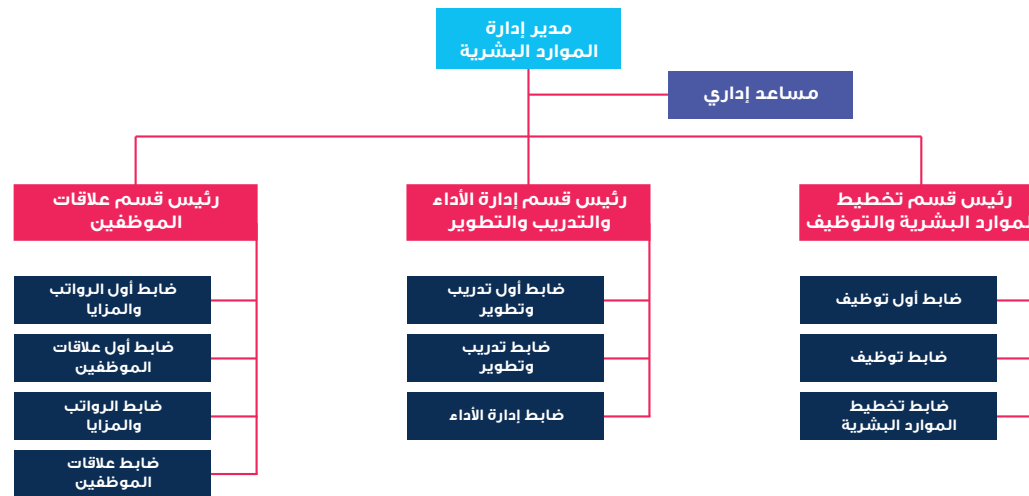 مدير إدارة
الموارد البشرية
مساعد إداري
رئيس قسم تخطيط
الموارد البشرية والتوظيف
ضابط أول توظيف
ضابط توظيف
ضابط تخطيط
الموارد البشرية
رئيس قسم إدارة الأداء
والتدريب والتطوير
ضابط أول تدريب
وتطوير
ضابط تدريب
وتطوير
ضابط إدارة الأداء
رئيس قسم علاقات
الموظفين
ضابط أول الرواتب
والمزايا
ضابط أول علاقات
الموظفين
ضابط الرواتب
والمزايا
ضابط علاقات
الموظفين